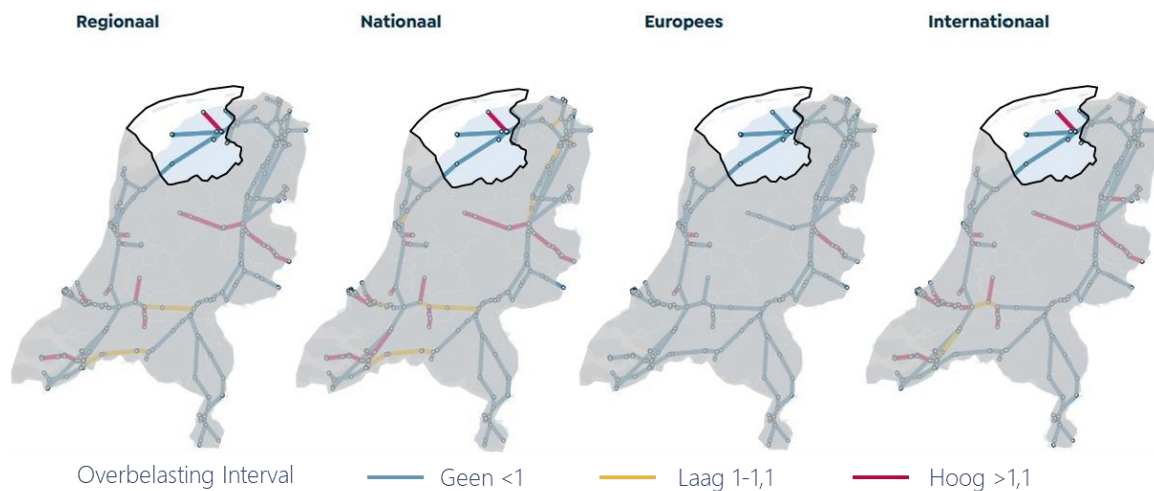 Regionaal Nationaal Europees Internationaal
Overbelasting Interval Geen <1 Laag 1-1,1 Hoog >1,1